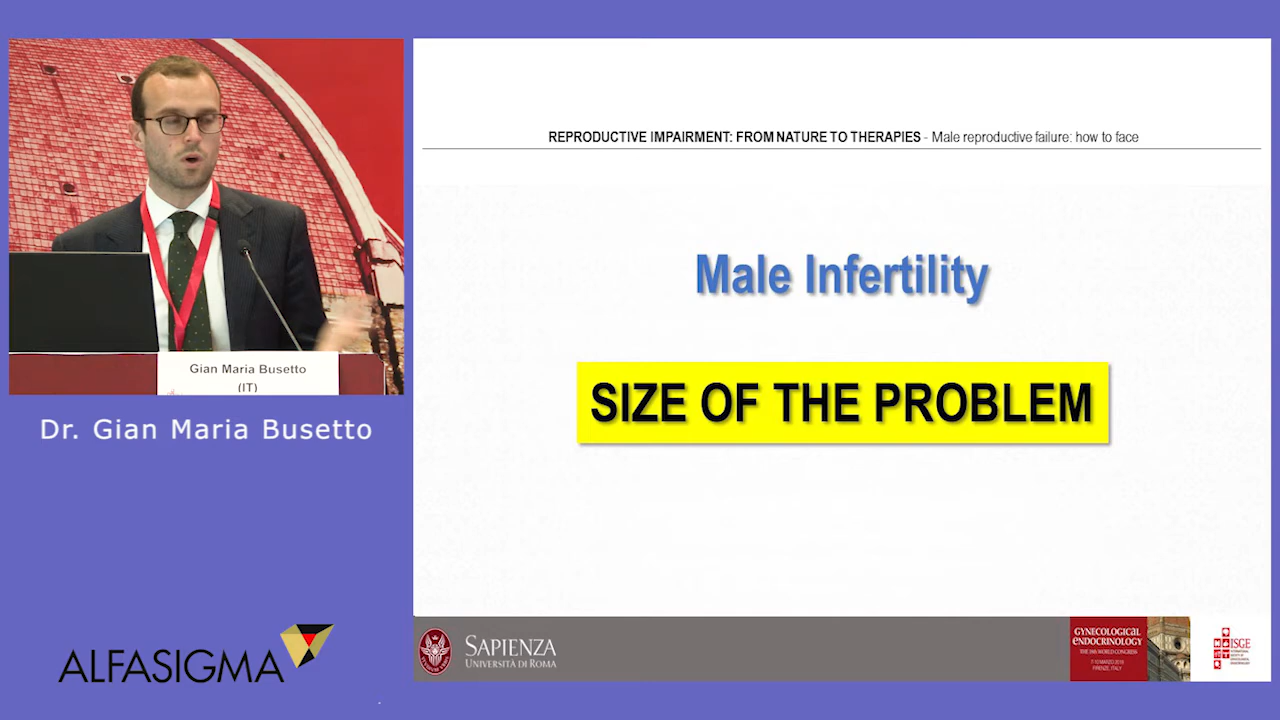 REPRODUCTIVE IMPAIRMENT: FROM NATURE TO THERAPIES - Male reproductive failure: how to face
Male Infertility
SIZE OF THE PROBLEM
Gian Maria Busetto
(IT)
Dr. Gian Maria Busetto
ALFASIGMA
SAPIENZA
UNIVERSITÀ DI ROMA
GYNECOLOGICAL
ENDOCRINOLOGY
FIRENZE, ITALY
ISGE